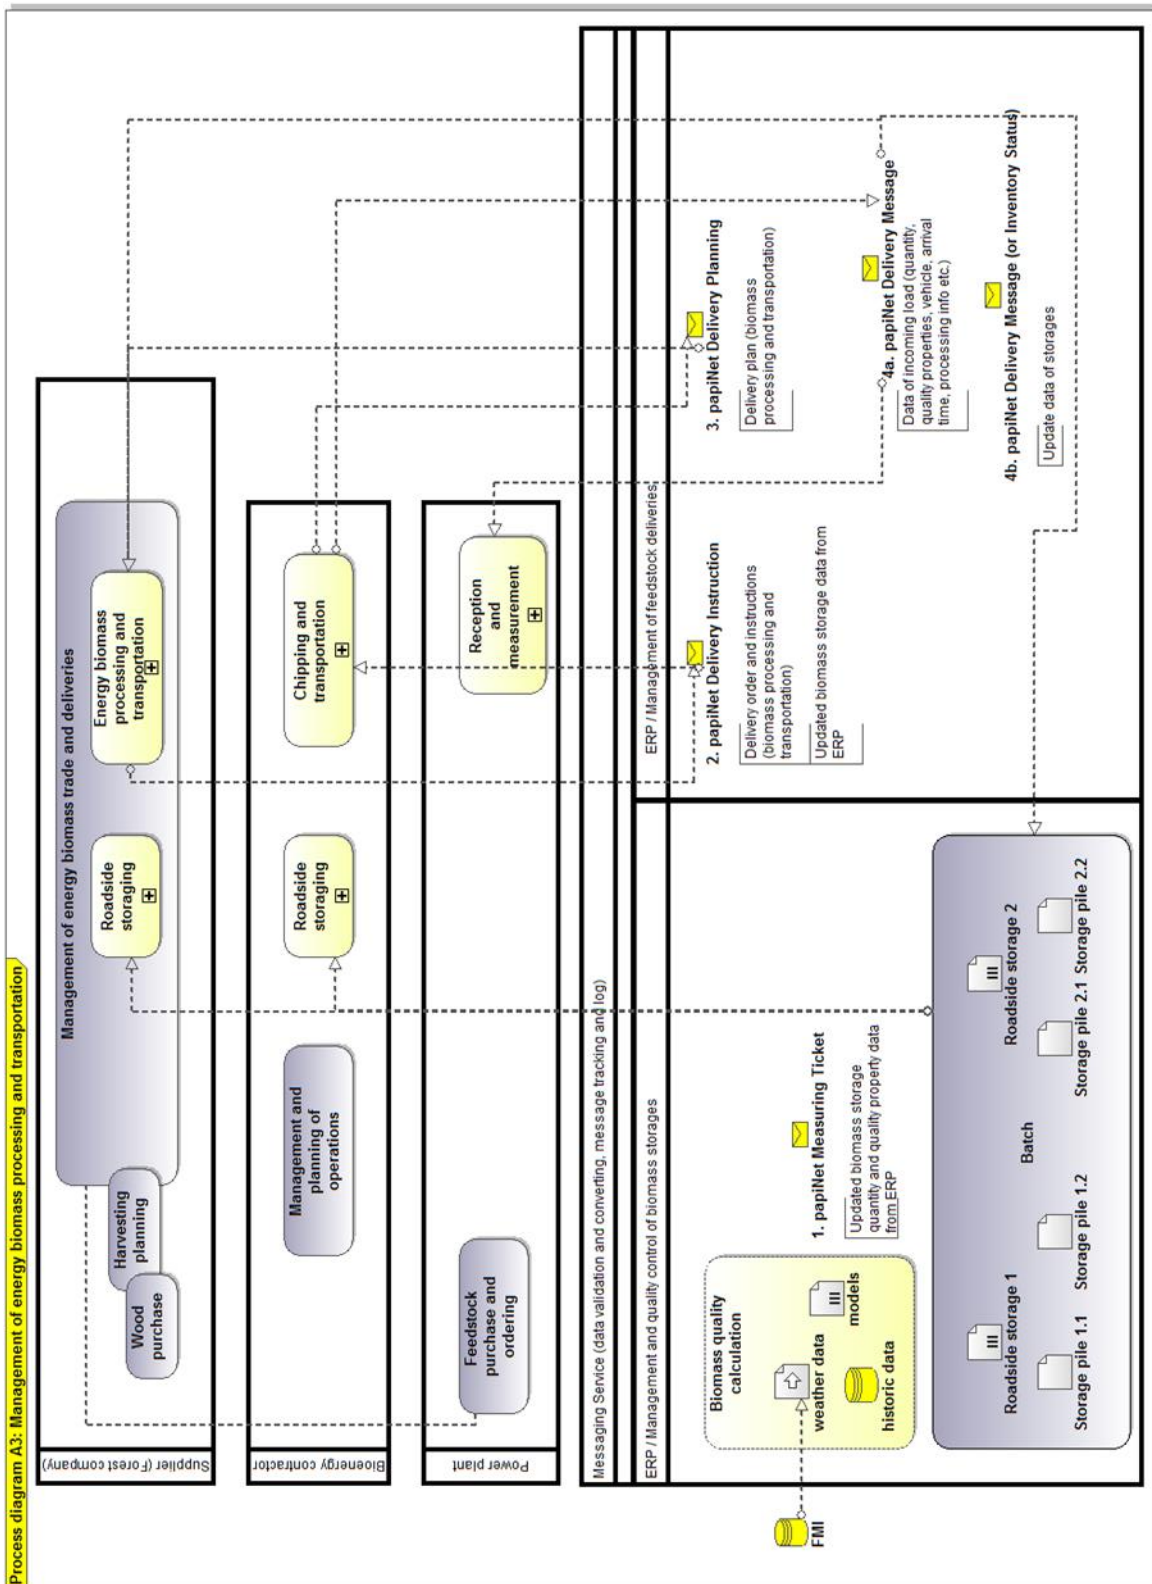 Process diagram A3: Management of energy biomass processing and transportation
Supplier (Forest company)
Wood
purchase
Harvesting
planning
Management of energy biomass trade and deliveries
Roadside
storaging
Energy biomass
processing and
transportation
Bioenergy contractor
Management and
planning of
operations
Roadside
storaging
Chipping and
transportation
Power plant
Feedstock
purchase and
ordering
Reception
and
measurement
Messaging Service (data validation and converting, message tracking and log)
ERP / Management and quality control of biomass storages
ERP / Management of feedstock deliveries
FMI
Biomass quality
calculation
weather data
models
historic data
1. papiNet Measuring Ticket
Updated biomass storage
quantity and quality property data
from ERP
2. papiNet Delivery Instruction
Delivery order and instructions
(biomass processing and
transportation)
Updated biomass storage data from
ERP
3. papiNet Delivery Planning
Delivery plan (biomass
processing and transportation)
4a. papiNet Delivery Message
Data of incoming load (quantity,
quality properties, vehicle, arrival
time, processing info etc.)
4b. papiNet Delivery Message (or Inventory Status)
Update data of storages
Roadside storage 1
Storage pile 1.1
Storage pile 1.2
Batch
Roadside storage 2
Storage pile 2.1
Storage pile 2.2